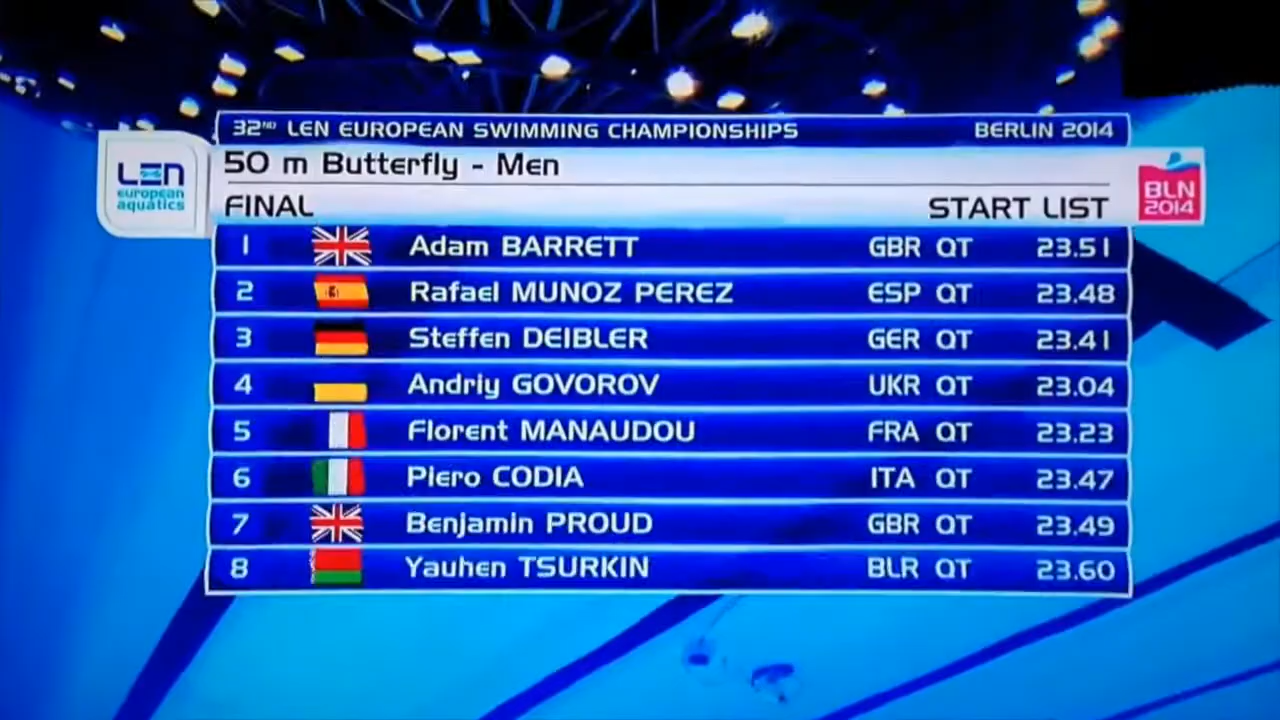 32ND LEN EUROPEAN SWIMMING CHAMPIONSHIPS BERLIN 2014
LEN
european
aquatics
50 m Butterfly - Men
FINAL START LIST
BLN
2014
1 Adam BARRETT GBR QT 23.51
2 Rafael MUNOZ PEREZ ESP QT 23.48
3 Steffen DEIBLER GER QT 23.41
4 Andriy GOVOROV UKR QT 23.04
5 Florent MANAUDOU FRA QT 23.23
6 Piero CODIA ITA QT 23.47
7 Benjamin PROUD GBR QT 23.49
8 Yauhen TSURKIN BLR QT 23.60